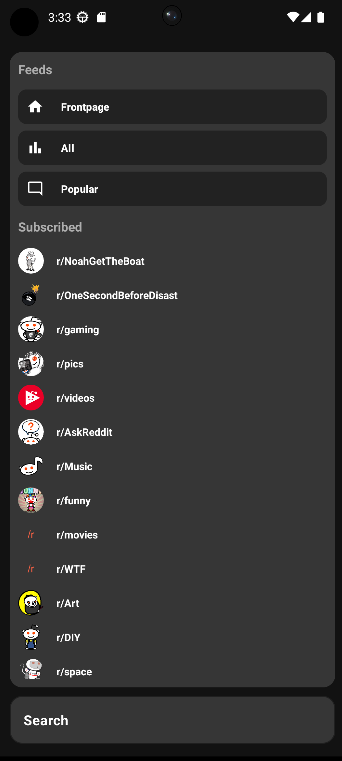 3:33
Feeds
Frontpage
All
Popular
Subscribed
r/NoahGetTheBoat
r/OneSecondBeforeDisast
r/gaming
r/pics
r/videos
r/AskReddit
r/Music
r/funny
/r r/movies
/r r/WTF
r/Art
r/DIY
r/space
Search